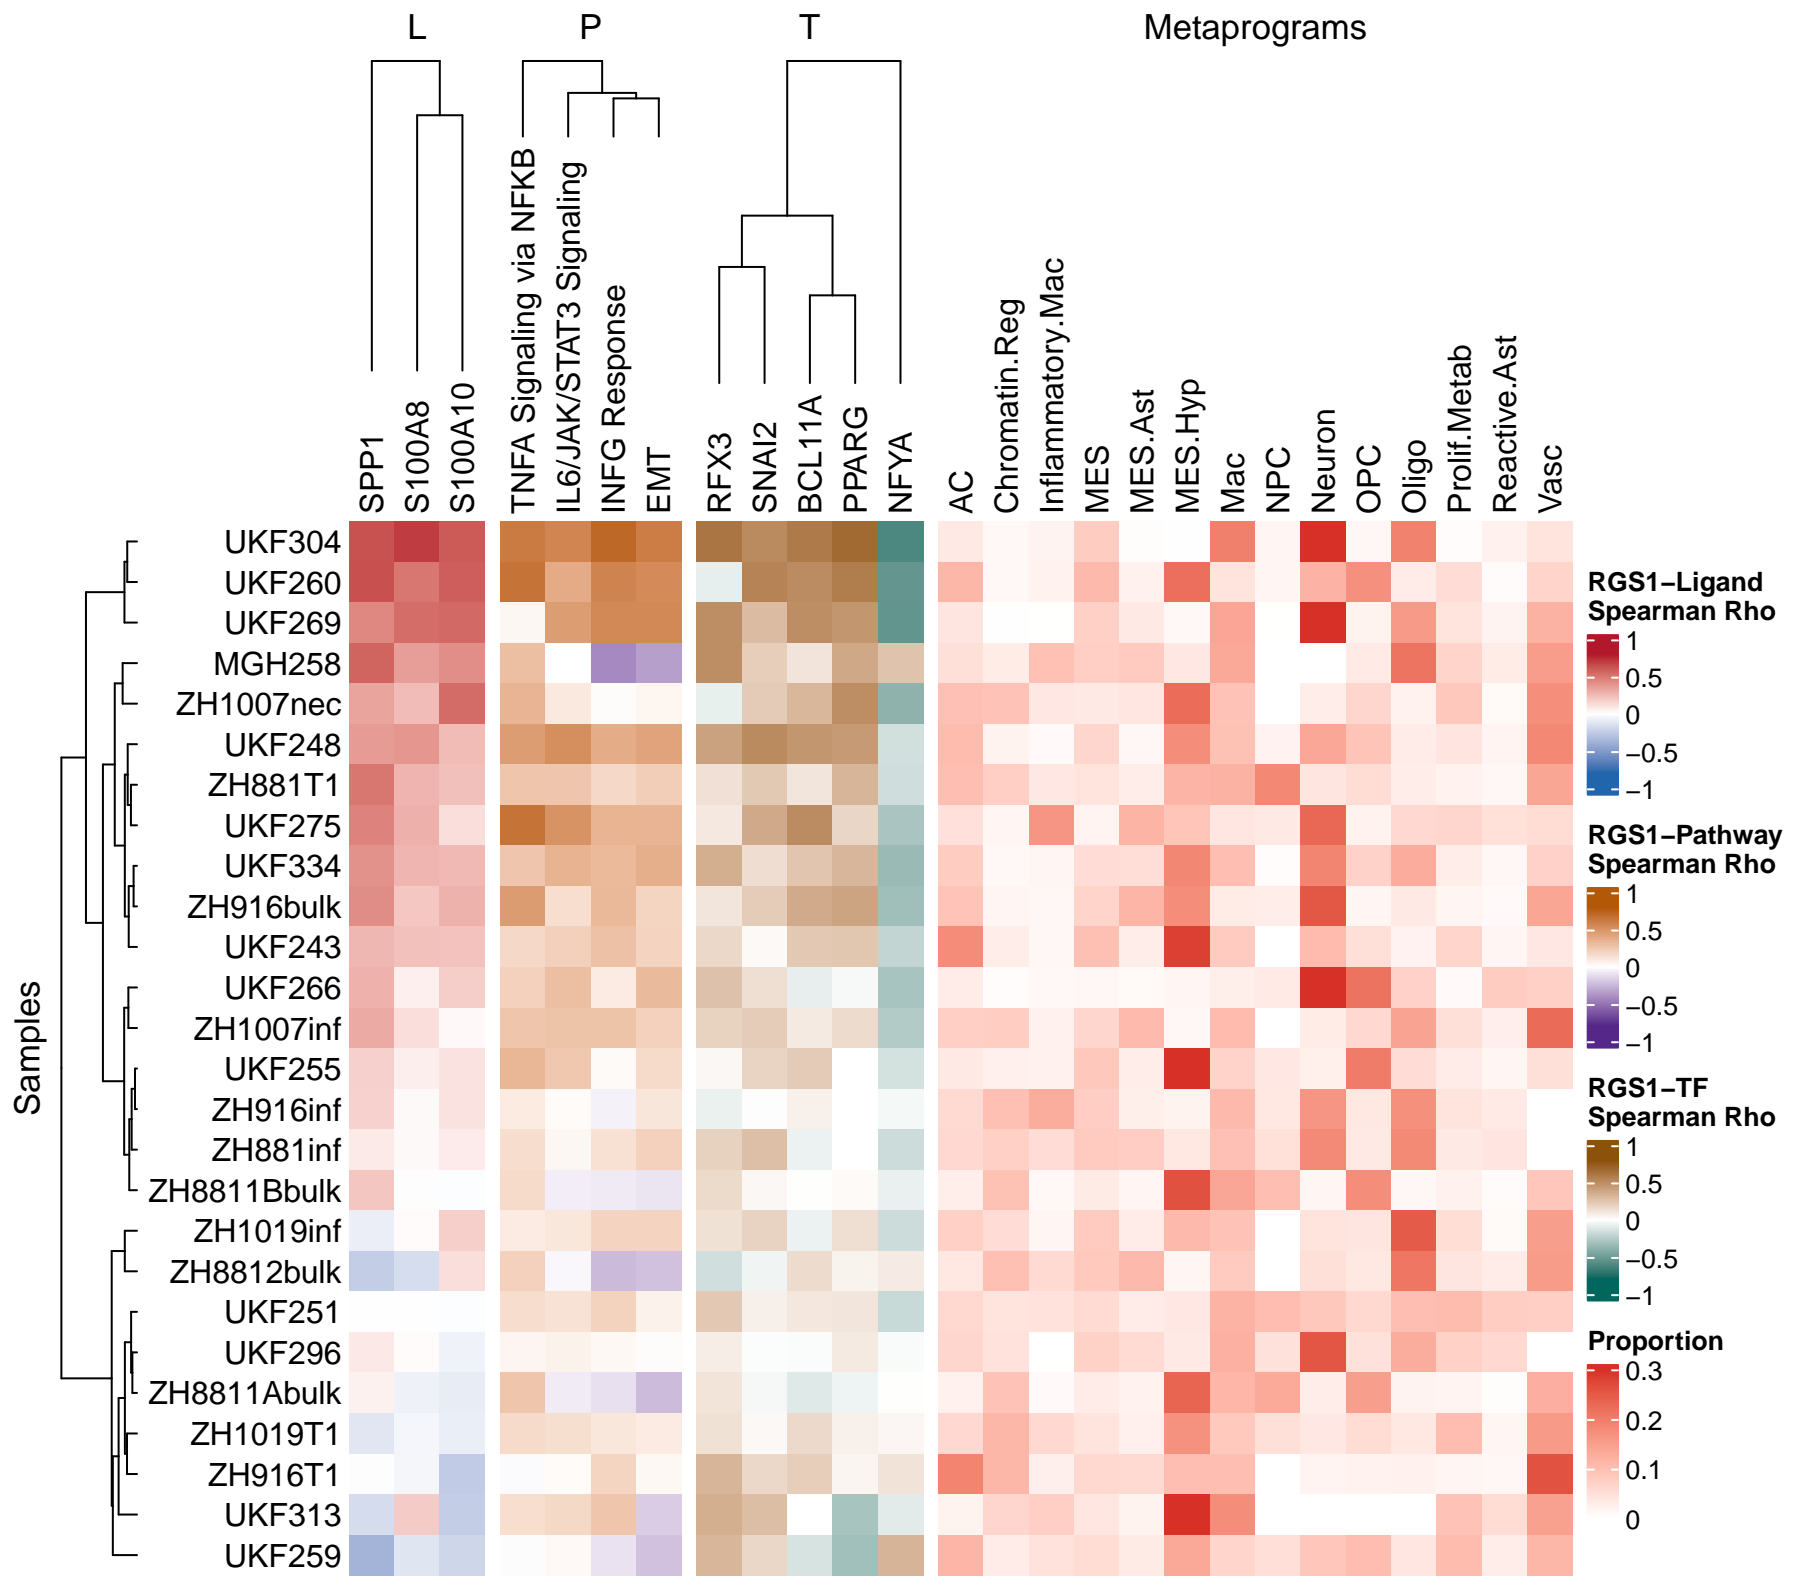 L P T Metaprograms
SPP1
S100A8
S100A10
TNFA Signaling via NFKB
IL6/JAK/STAT3 Signaling
INFG Response
EMT
RFX3
SNAI2
BCL11A
PPARG
NFYA
AC
Chromatin.Reg
Inflammatory.Mac
MES
MES.Ast
MES.Hyp
Mac
NPC
Neuron
OPC
Oligo
Prolif.Metab
Reactive.Ast
Vasc
Samples
UKF304
UKF260
UKF269
MGH258
ZH1007nec
UKF248
ZH881T1
UKF275
UKF334
ZH916bulk
UKF243
UKF266
ZH1007inf
UKF255
ZH916inf
ZH881inf
ZH8811Bbulk
ZH1019inf
ZH8812bulk
UKF251
UKF296
ZH8811Abulk
ZH1019T1
ZH916T1
UKF313
UKF259
RGS1−Ligand
Spearman Rho
1
0.5
0
−0.5
−1
RGS1−Pathway
Spearman Rho
1
0.5
0
−0.5
−1
RGS1−TF
Spearman Rho
1
0.5
0
−0.5
−1
Proportion
0.3
0.2
0.1
0